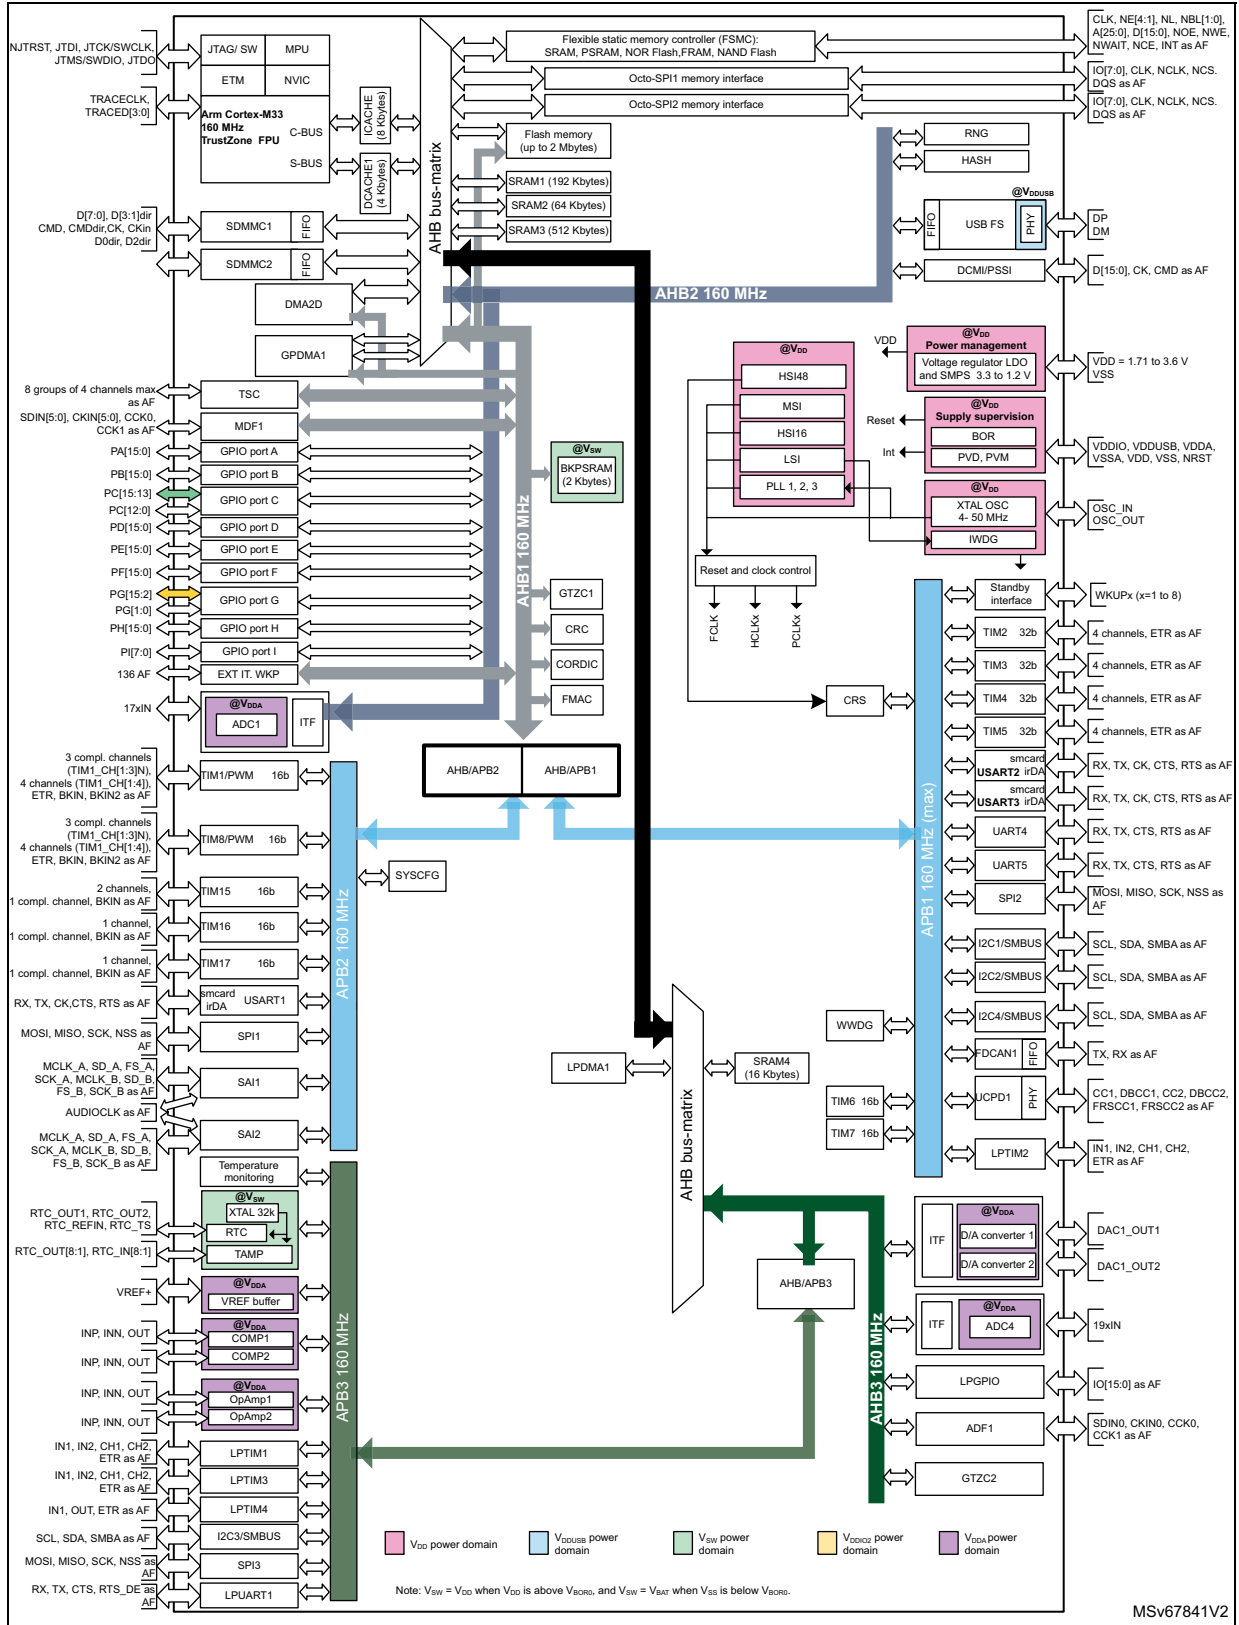 NJTRST, JTDI, JTCK/SWCLK,
JTMS/SWDIO, JTDO
TRACECLK,
TRACED[3:0]
JTAG/ SW
MPU
ETM
NVIC
Arm Cortex-M33
160 MHz
TrustZone FPU
C-BUS
S-BUS
ICACHE
(8 Kbytes)
DCACHE1
(4 Kbytes)
AHB bus-matrix
Flexible static memory controller (FSMC):
SRAM, PSRAM, NOR Flash,FRAM, NAND Flash
CLK, NE[4:1], NL, NBL[1:0],
A[25:0], D[15:0], NOE, NWE,
NWAIT, NCE, INT as AF
Octo-SPI1 memory interface
IO[7:0], CLK, NCLK, NCS.
DQS as AF
Octo-SPI2 memory interface
IO[7:0], CLK, NCLK, NCS.
DQS as AF
Flash memory
(up to 2 Mbytes)
SRAM1 (192 Kbytes)
SRAM2 (64 Kbytes)
SRAM3 (512 Kbytes)
RNG
HASH
@VDDUSB
FIFO
USB FS
PHY
DP
DM
DCMI/PSSI
D[15:0], CK, CMD as AF
AHB2 160 MHz
D[7:0], D[3:1]dir
CMD, CMDdir,CK, CKin
D0dir, D2dir
SDMMC1
FIFO
SDMMC2
FIFO
DMA2D
GPDMA1
8 groups of 4 channels max
as AF
TSC
SDIN[5:0], CKIN[5:0], CCK0,
CCK1 as AF
MDF1
PA[15:0]
GPIO port A
PB[15:0]
GPIO port B
PC[15:13]
PC[12:0]
GPIO port C
PD[15:0]
GPIO port D
PE[15:0]
GPIO port E
PF[15:0]
GPIO port F
PG[15:2]
PG[1:0]
GPIO port G
PH[15:0]
GPIO port H
PI[7:0]
GPIO port I
136 AF
EXT IT. WKP
17xIN
@VDDA
ADC1
ITF
AHB1 160 MHz
@VSW
BKPSRAM
(2 Kbytes)
GTZC1
CRC
CORDIC
FMAC
@VDD
HSI48
MSI
HSI16
LSI
PLL 1, 2, 3
VDD
@VDD
Power management
Voltage regulator LDO
and SMPS 3.3 to 1.2 V
VDD = 1.71 to 3.6 V
VSS
Reset
Int
@VDD
Supply supervision
BOR
PVD, PVM
VDDIO, VDDUSB, VDDA,
VSSA, VDD, VSS, NRST
@VDD
XTAL OSC
4- 50 MHz
IWDG
OSC_IN
OSC_OUT
Reset and clock control
FCLK
HCLKx
PCLKx
Standby
interface
WKUPx (x=1 to 8)
TIM2 32b
4 channels, ETR as AF
TIM3 32b
4 channels, ETR as AF
CRS
TIM4 32b
4 channels, ETR as AF
TIM5 32b
4 channels, ETR as AF
smcard
USART2 irDA
RX, TX, CK, CTS, RTS as AF
smcard
USART3 irDA
RX, TX, CK, CTS, RTS as AF
UART4
RX, TX, CTS, RTS as AF
UART5
RX, TX, CTS, RTS as AF
SPI2
MOSI, MISO, SCK, NSS as
AF
I2C1/SMBUS
SCL, SDA, SMBA as AF
I2C2/SMBUS
SCL, SDA, SMBA as AF
I2C4/SMBUS
SCL, SDA, SMBA as AF
WWDG
FDCAN1
FIFO
TX, RX as AF
UCPD1
PHY
CC1, DBCC1, CC2, DBCC2,
FRSCC1, FRSCC2 as AF
TIM6 16b
TIM7 16b
LPTIM2
IN1, IN2, CH1, CH2,
ETR as AF
APB1 160 MHz (max)
AHB/APB2
AHB/APB1
3 compl. channels
(TIM1_CH[1:3]N),
4 channels (TIM1_CH[1:4]),
ETR, BKIN, BKIN2 as AF
TIM1/PWM 16b
3 compl. channels
(TIM1_CH[1:3]N),
4 channels (TIM1_CH[1:4]),
ETR, BKIN, BKIN2 as AF
TIM8/PWM 16b
SYSCFG
2 channels,
1 compl. channel, BKIN as AF
TIM15 16b
1 channel,
1 compl. channel, BKIN as AF
TIM16 16b
1 channel,
1 compl. channel, BKIN as AF
TIM17 16b
RX, TX, CK,CTS, RTS as AF
smcard
irDA
USART1
MOSI, MISO, SCK, NSS as
AF
SPI1
MCLK_A, SD_A, FS_A,
SCK_A, MCLK_B, SD_B,
FS_B, SCK_B as AF
SAI1
AUDIOCLK as AF
MCLK_A, SD_A, FS_A,
SCK_A, MCLK_B, SD_B,
FS_B, SCK_B as AF
SAI2
APB2 160 MHz
LPDMA1
AHB bus-matrix
SRAM4
(16 Kbytes)
Temperature
monitoring
RTC_OUT1, RTC_OUT2,
RTC_REFIN, RTC_TS
RTC_OUT[8:1], RTC_IN[8:1]
@VSW
XTAL 32k
RTC
TAMP
VREF+
@VDDA
VREF buffer
INP, INN, OUT
INP, INN, OUT
@VDDA
COMP1
COMP2
INP, INN, OUT
INP, INN, OUT
@VDDA
OpAmp1
OpAmp2
IN1, IN2, CH1, CH2,
ETR as AF
LPTIM1
IN1, IN2, CH1, CH2,
ETR as AF
LPTIM3
IN1, OUT, ETR as AF
LPTIM4
SCL, SDA, SMBA as AF
I2C3/SMBUS
MOSI, MISO, SCK, NSS as
AF
SPI3
RX, TX, CTS, RTS_DE as
AF
LPUART1
APB3 160 MHz
AHB/APB3
AHB3 160 MHz
ITF
@VDDA
D/A converter 1
D/A converter 2
DAC1_OUT1
DAC1_OUT2
ITF
@VDDA
ADC4
19xIN
LPGPIO
IO[15:0] as AF
ADF1
SDIN0, CKIN0, CCK0,
CCK1 as AF
GTZC2
VDD power domain
VDDUSB power
domain
VSW power
domain
VDDIO2 power
domain
VDDA power
domain
Note: VSW = VDD when VDD is above VBOR0, and VSW = VBAT when VSS is below VBOR0.
MSv67841V2